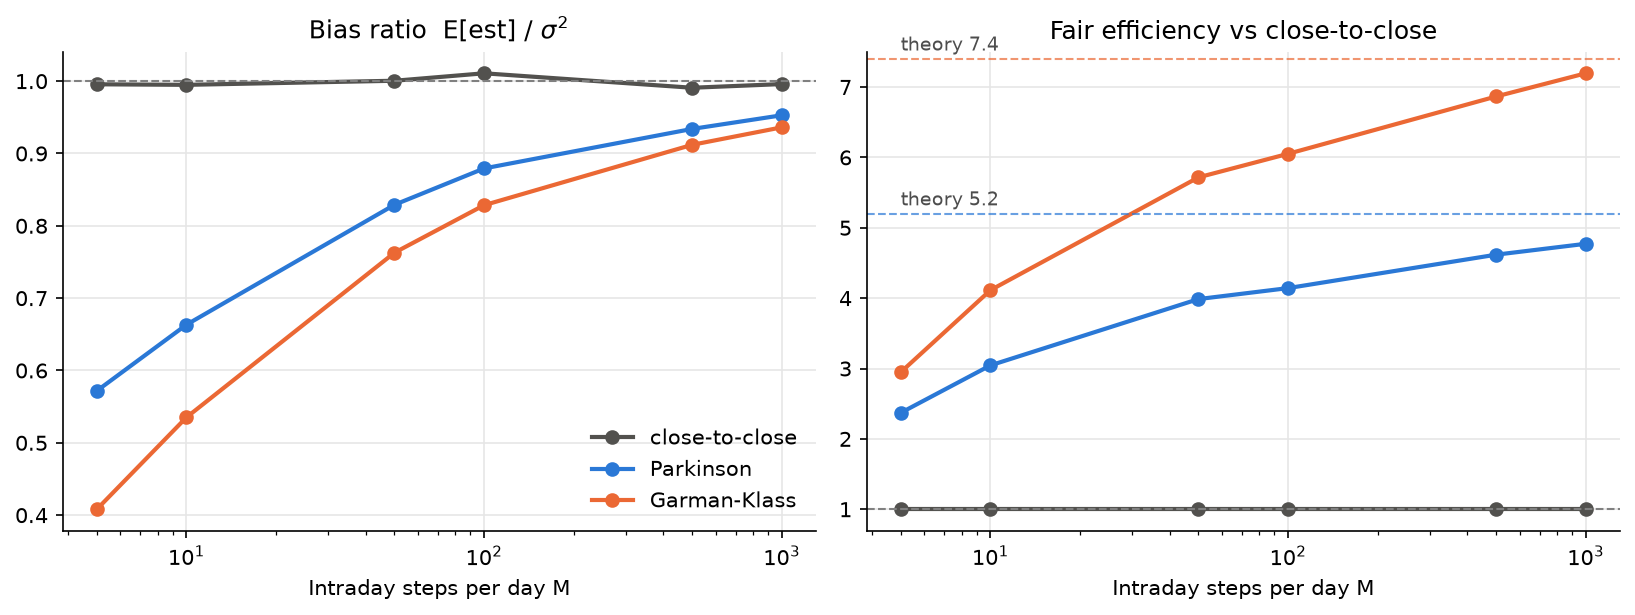 Bias ratio E[est] / σ²
1.0
0.9
0.8
0.7
0.6
0.5
0.4
close-to-close
Parkinson
Garman-Klass
10¹
10²
10³
Intraday steps per day M
Fair efficiency vs close-to-close
theory 7.4
7
6
theory 5.2
5
4
3
2
1
10¹
10²
10³
Intraday steps per day M